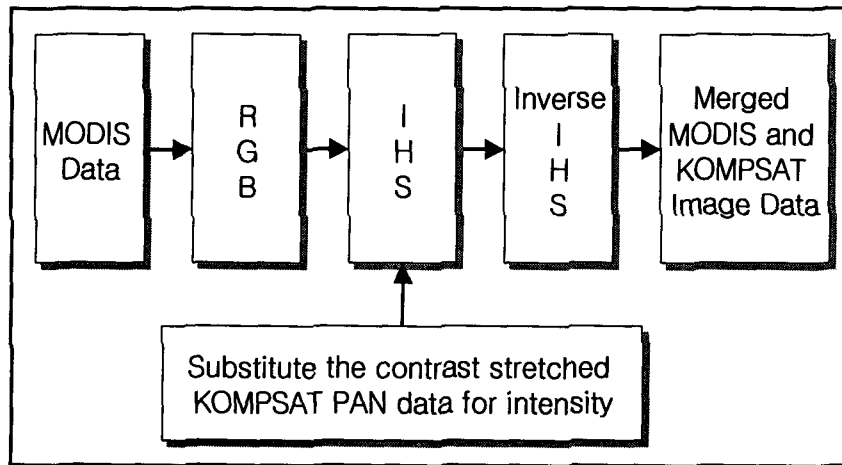 MODIS
Data
R
G
B
I
H
S
Inverse
I
H
S
Merged
MODIS and
KOMPSAT
Image Data
Substitute the contrast stretched
KOMPSAT PAN data for intensity